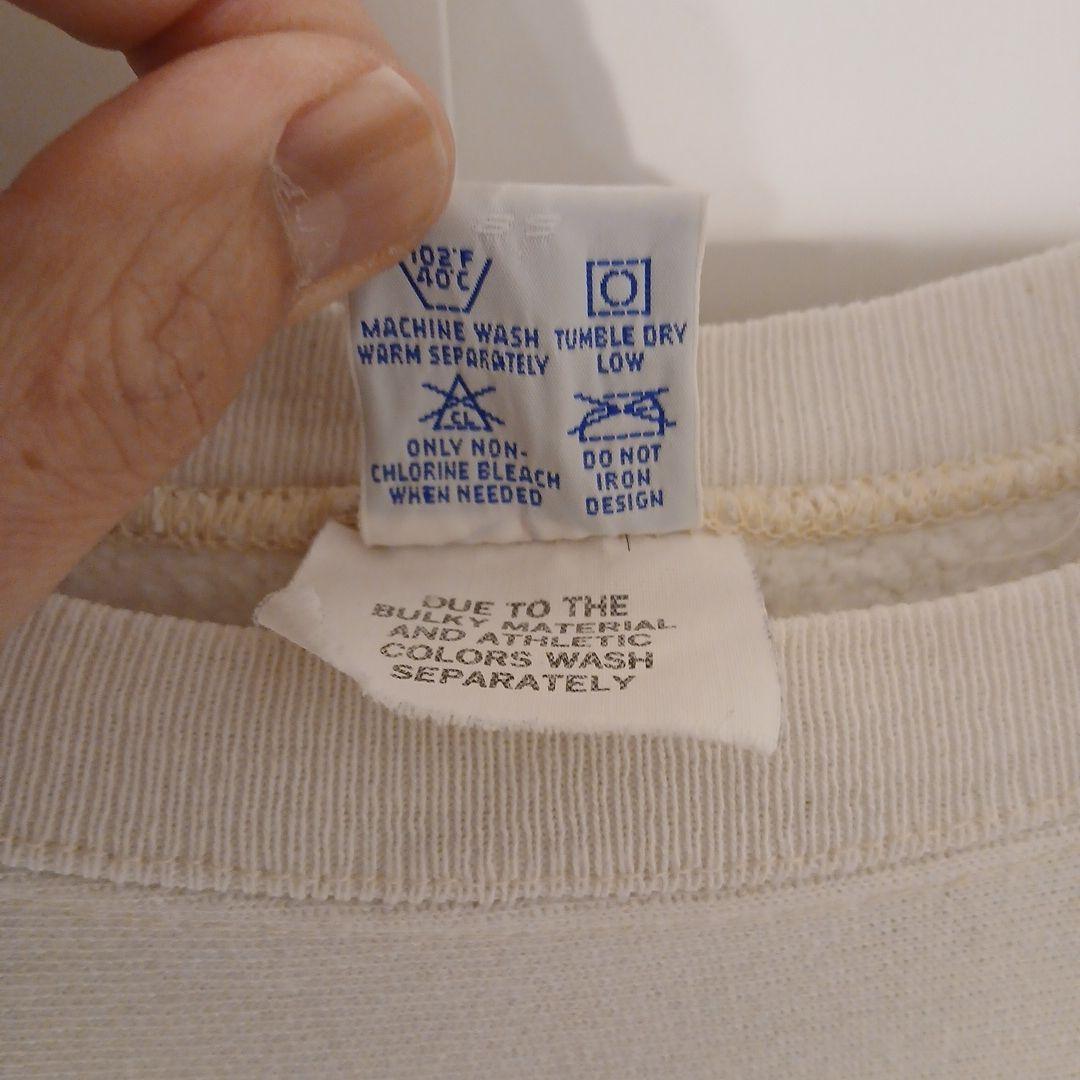 102°F
40°C
MACHINE WASH
WARM SEPARATELY
TUMBLE DRY
LOW
CL
ONLY NON-
CHLORINE BLEACH
WHEN NEEDED
DO NOT
IRON
DESIGN
DUE TO THE
BULKY MATERIAL
AND ATHLETIC
COLORS WASH
SEPARATELY